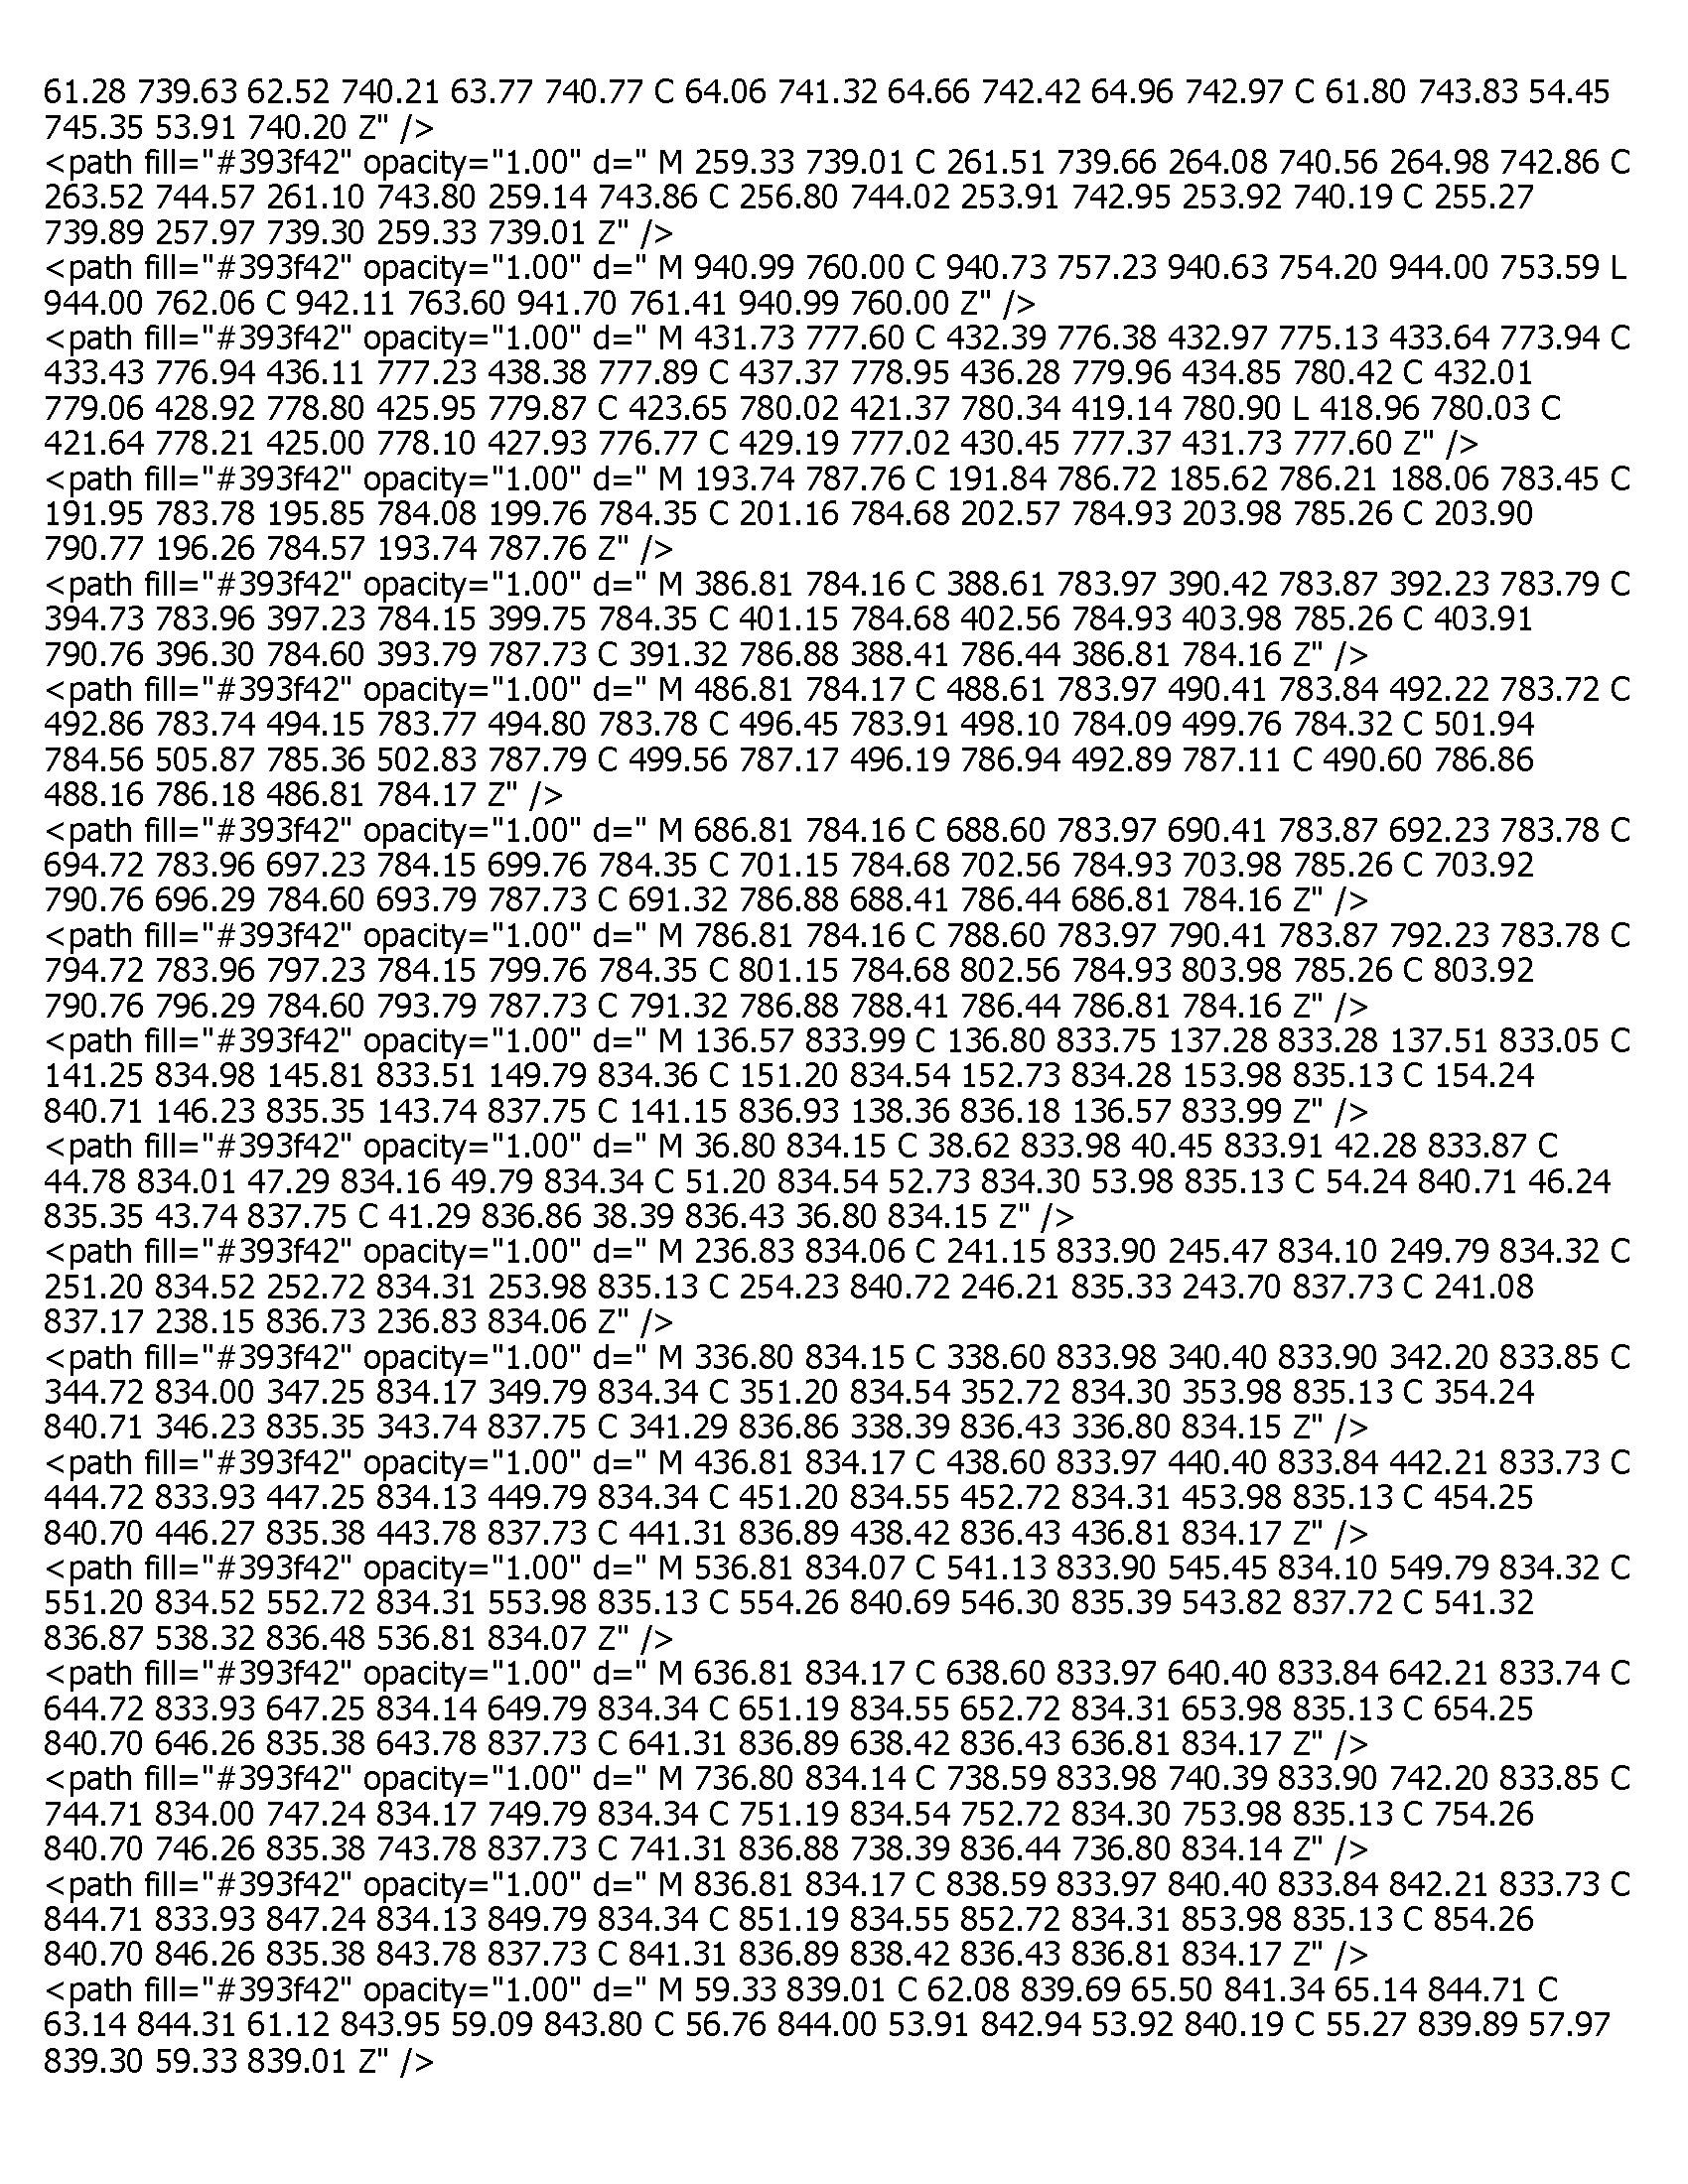 61.28 739.63 62.52 740.21 63.77 740.77 C 64.06 741.32 64.66 742.42 64.96 742.97 C 61.80 743.83 54.45
745.35 53.91 740.20 Z" />
<path fill="#393f42" opacity="1.00" d=" M 259.33 739.01 C 261.51 739.66 264.08 740.56 264.98 742.86 C
263.52 744.57 261.10 743.80 259.14 743.86 C 256.80 744.02 253.91 742.95 253.92 740.19 C 255.27
739.89 257.97 739.30 259.33 739.01 Z" />
<path fill="#393f42" opacity="1.00" d=" M 940.99 760.00 C 940.73 757.23 940.63 754.20 944.00 753.59 L
944.00 762.06 C 942.11 763.60 941.70 761.41 940.99 760.00 Z" />
<path fill="#393f42" opacity="1.00" d=" M 431.73 777.60 C 432.39 776.38 432.97 775.13 433.64 773.94 C
433.43 776.94 436.11 777.23 438.38 777.89 C 437.37 778.95 436.28 779.96 434.85 780.42 C 432.01
779.06 428.92 778.80 425.95 779.87 C 423.65 780.02 421.37 780.34 419.14 780.90 L 418.96 780.03 C
421.64 778.21 425.00 778.10 427.93 776.77 C 429.19 777.02 430.45 777.37 431.73 777.60 Z" />
<path fill="#393f42" opacity="1.00" d=" M 193.74 787.76 C 191.84 786.72 185.62 786.21 188.06 783.45 C
191.95 783.78 195.85 784.08 199.76 784.35 C 201.16 784.68 202.57 784.93 203.98 785.26 C 203.90
790.77 196.26 784.57 193.74 787.76 Z" />
<path fill="#393f42" opacity="1.00" d=" M 386.81 784.16 C 388.61 783.97 390.42 783.87 392.23 783.79 C
394.73 783.96 397.23 784.15 399.75 784.35 C 401.15 784.68 402.56 784.93 403.98 785.26 C 403.91
790.76 396.30 784.60 393.79 787.73 C 391.32 786.88 388.41 786.44 386.81 784.16 Z" />
<path fill="#393f42" opacity="1.00" d=" M 486.81 784.17 C 488.61 783.97 490.41 783.84 492.22 783.72 C
492.86 783.74 494.15 783.77 494.80 783.78 C 496.45 783.91 498.10 784.09 499.76 784.32 C 501.94
784.56 505.87 785.36 502.83 787.79 C 499.56 787.17 496.19 786.94 492.89 787.11 C 490.60 786.86
488.16 786.18 486.81 784.17 Z" />
<path fill="#393f42" opacity="1.00" d=" M 686.81 784.16 C 688.60 783.97 690.41 783.87 692.23 783.78 C
694.72 783.96 697.23 784.15 699.76 784.35 C 701.15 784.68 702.56 784.93 703.98 785.26 C 703.92
790.76 696.29 784.60 693.79 787.73 C 691.32 786.88 688.41 786.44 686.81 784.16 Z" />
<path fill="#393f42" opacity="1.00" d=" M 786.81 784.16 C 788.60 783.97 790.41 783.87 792.23 783.78 C
794.72 783.96 797.23 784.15 799.76 784.35 C 801.15 784.68 802.56 784.93 803.98 785.26 C 803.92
790.76 796.29 784.60 793.79 787.73 C 791.32 786.88 788.41 786.44 786.81 784.16 Z" />
<path fill="#393f42" opacity="1.00" d=" M 136.57 833.99 C 136.80 833.75 137.28 833.28 137.51 833.05 C
141.25 834.98 145.81 833.51 149.79 834.36 C 151.20 834.54 152.73 834.28 153.98 835.13 C 154.24
840.71 146.23 835.35 143.74 837.75 C 141.15 836.93 138.36 836.18 136.57 833.99 Z" />
<path fill="#393f42" opacity="1.00" d=" M 36.80 834.15 C 38.62 833.98 40.45 833.91 42.28 833.87 C
44.78 834.01 47.29 834.16 49.79 834.34 C 51.20 834.54 52.73 834.30 53.98 835.13 C 54.24 840.71 46.24
835.35 43.74 837.75 C 41.29 836.86 38.39 836.43 36.80 834.15 Z" />
<path fill="#393f42" opacity="1.00" d=" M 236.83 834.06 C 241.15 833.90 245.47 834.10 249.79 834.32 C
251.20 834.52 252.72 834.31 253.98 835.13 C 254.23 840.72 246.21 835.33 243.70 837.73 C 241.08
837.17 238.15 836.73 236.83 834.06 Z" />
<path fill="#393f42" opacity="1.00" d=" M 336.80 834.15 C 338.60 833.98 340.40 833.90 342.20 833.85 C
344.72 834.00 347.25 834.17 349.79 834.34 C 351.20 834.54 352.72 834.30 353.98 835.13 C 354.24
840.71 346.23 835.35 343.74 837.75 C 341.29 836.86 338.39 836.43 336.80 834.15 Z" />
<path fill="#393f42" opacity="1.00" d=" M 436.81 834.17 C 438.60 833.97 440.40 833.84 442.21 833.73 C
444.72 833.93 447.25 834.13 449.79 834.34 C 451.20 834.55 452.72 834.31 453.98 835.13 C 454.25
840.70 446.27 835.38 443.78 837.73 C 441.31 836.89 438.42 836.43 436.81 834.17 Z" />
<path fill="#393f42" opacity="1.00" d=" M 536.81 834.07 C 541.13 833.90 545.45 834.10 549.79 834.32 C
551.20 834.52 552.72 834.31 553.98 835.13 C 554.26 840.69 546.30 835.39 543.82 837.72 C 541.32
836.87 538.32 836.48 536.81 834.07 Z" />
<path fill="#393f42" opacity="1.00" d=" M 636.81 834.17 C 638.60 833.97 640.40 833.84 642.21 833.74 C
644.72 833.93 647.25 834.14 649.79 834.34 C 651.19 834.55 652.72 834.31 653.98 835.13 C 654.25
840.70 646.26 835.38 643.78 837.73 C 641.31 836.89 638.42 836.43 636.81 834.17 Z" />
<path fill="#393f42" opacity="1.00" d=" M 736.80 834.14 C 738.59 833.98 740.39 833.90 742.20 833.85 C
744.71 834.00 747.24 834.17 749.79 834.34 C 751.19 834.54 752.72 834.30 753.98 835.13 C 754.26
840.70 746.26 835.38 743.78 837.73 C 741.31 836.88 738.39 836.44 736.80 834.14 Z" />
<path fill="#393f42" opacity="1.00" d=" M 836.81 834.17 C 838.59 833.97 840.40 833.84 842.21 833.73 C
844.71 833.93 847.24 834.13 849.79 834.34 C 851.19 834.55 852.72 834.31 853.98 835.13 C 854.26
840.70 846.26 835.38 843.78 837.73 C 841.31 836.89 838.42 836.43 836.81 834.17 Z" />
<path fill="#393f42" opacity="1.00" d=" M 59.33 839.01 C 62.08 839.69 65.50 841.34 65.14 844.71 C
63.14 844.31 61.12 843.95 59.09 843.80 C 56.76 844.00 53.91 842.94 53.92 840.19 C 55.27 839.89 57.97
839.30 59.33 839.01 Z" />